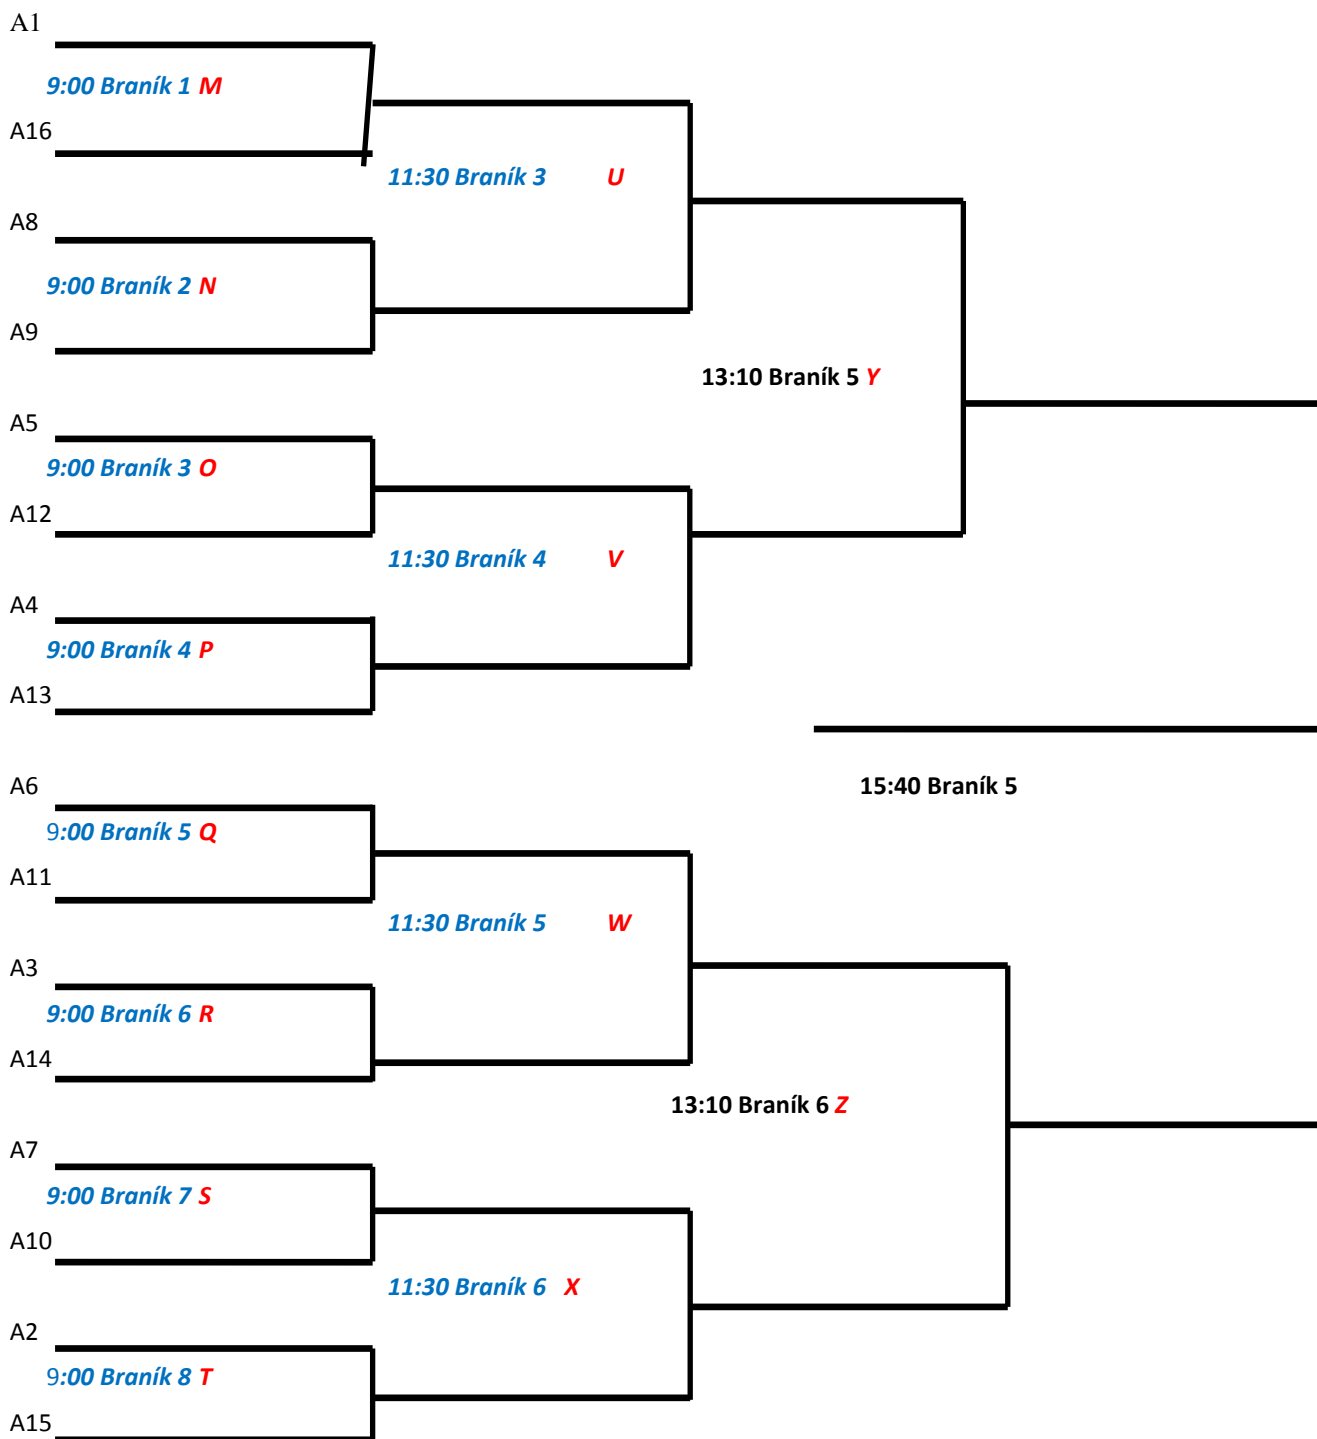 A1
9:00 Braník 1 M
A16
11:30 Braník 3 U
A8
9:00 Braník 2 N
A9
13:10 Braník 5 Y
A5
9:00 Braník 3 O
A12
11:30 Braník 4 V
A4
9:00 Braník 4 P
A13
15:40 Braník 5
A6
9:00 Braník 5 Q
A11
11:30 Braník 5 W
A3
9:00 Braník 6 R
A14
13:10 Braník 6 Z
A7
9:00 Braník 7 S
A10
11:30 Braník 6 X
A2
9:00 Braník 8 T
A15